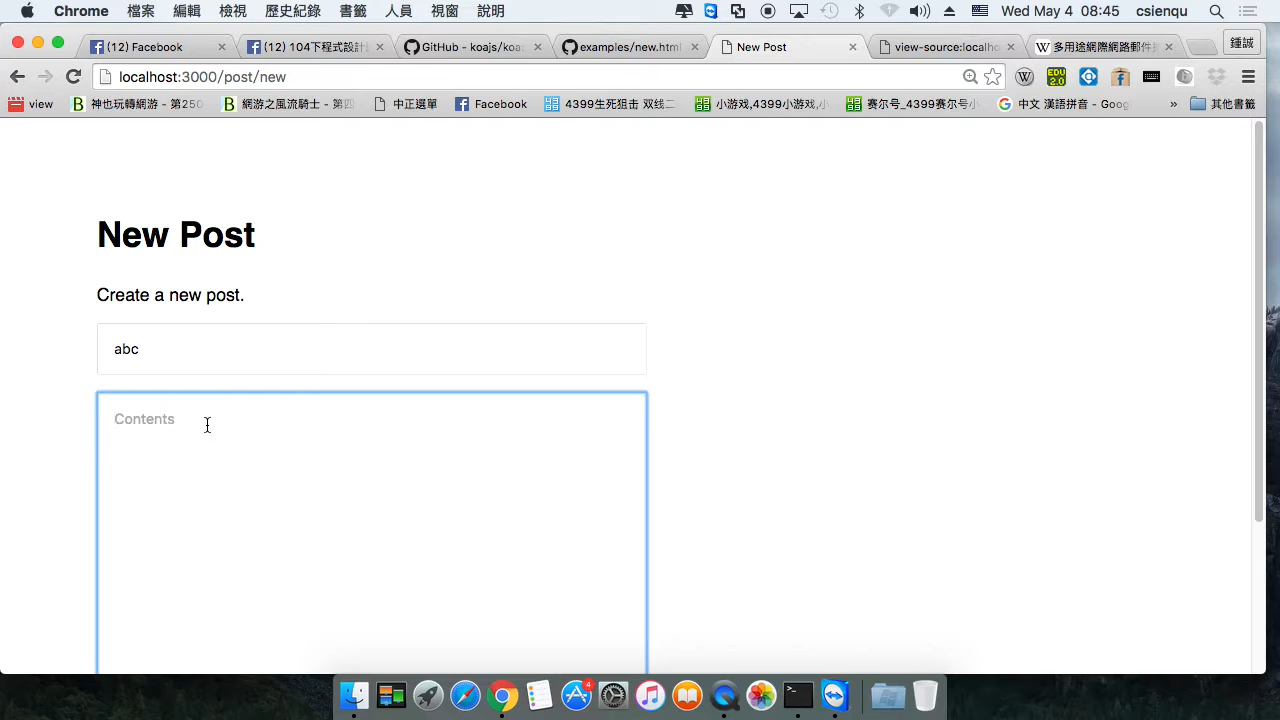 Chrome 檔案 編輯 檢視 歷史紀錄 書籤 人員 視窗 說明 Wed May 4 08:45 csienqu
(12) Facebook (12) 104下程式設計 GitHub - koajs/koa examples/new.html New Post view-source:localho 多用途網際網路郵件 鍾誠
localhost:3000/post/new EDU 2.0
view 神也玩轉網游 - 第250 網游之風流騎士 - 第四 中正選單 Facebook 4399生死狙击 双线二 小游戏,4399小游戏,小 赛尔号_4399赛尔号小 中文 漢語拼音 - Goog » 其他書籤
New Post
Create a new post.
abc
Contents
4